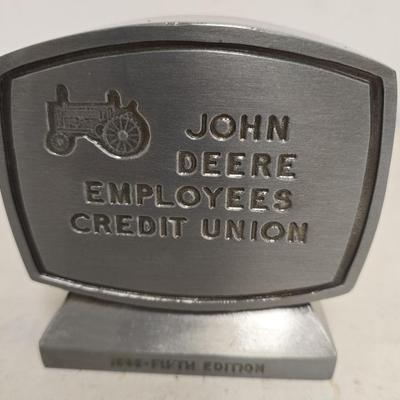 JOHN
DEERE
EMPLOYEES
CREDIT UNION
FIFTH EDITION